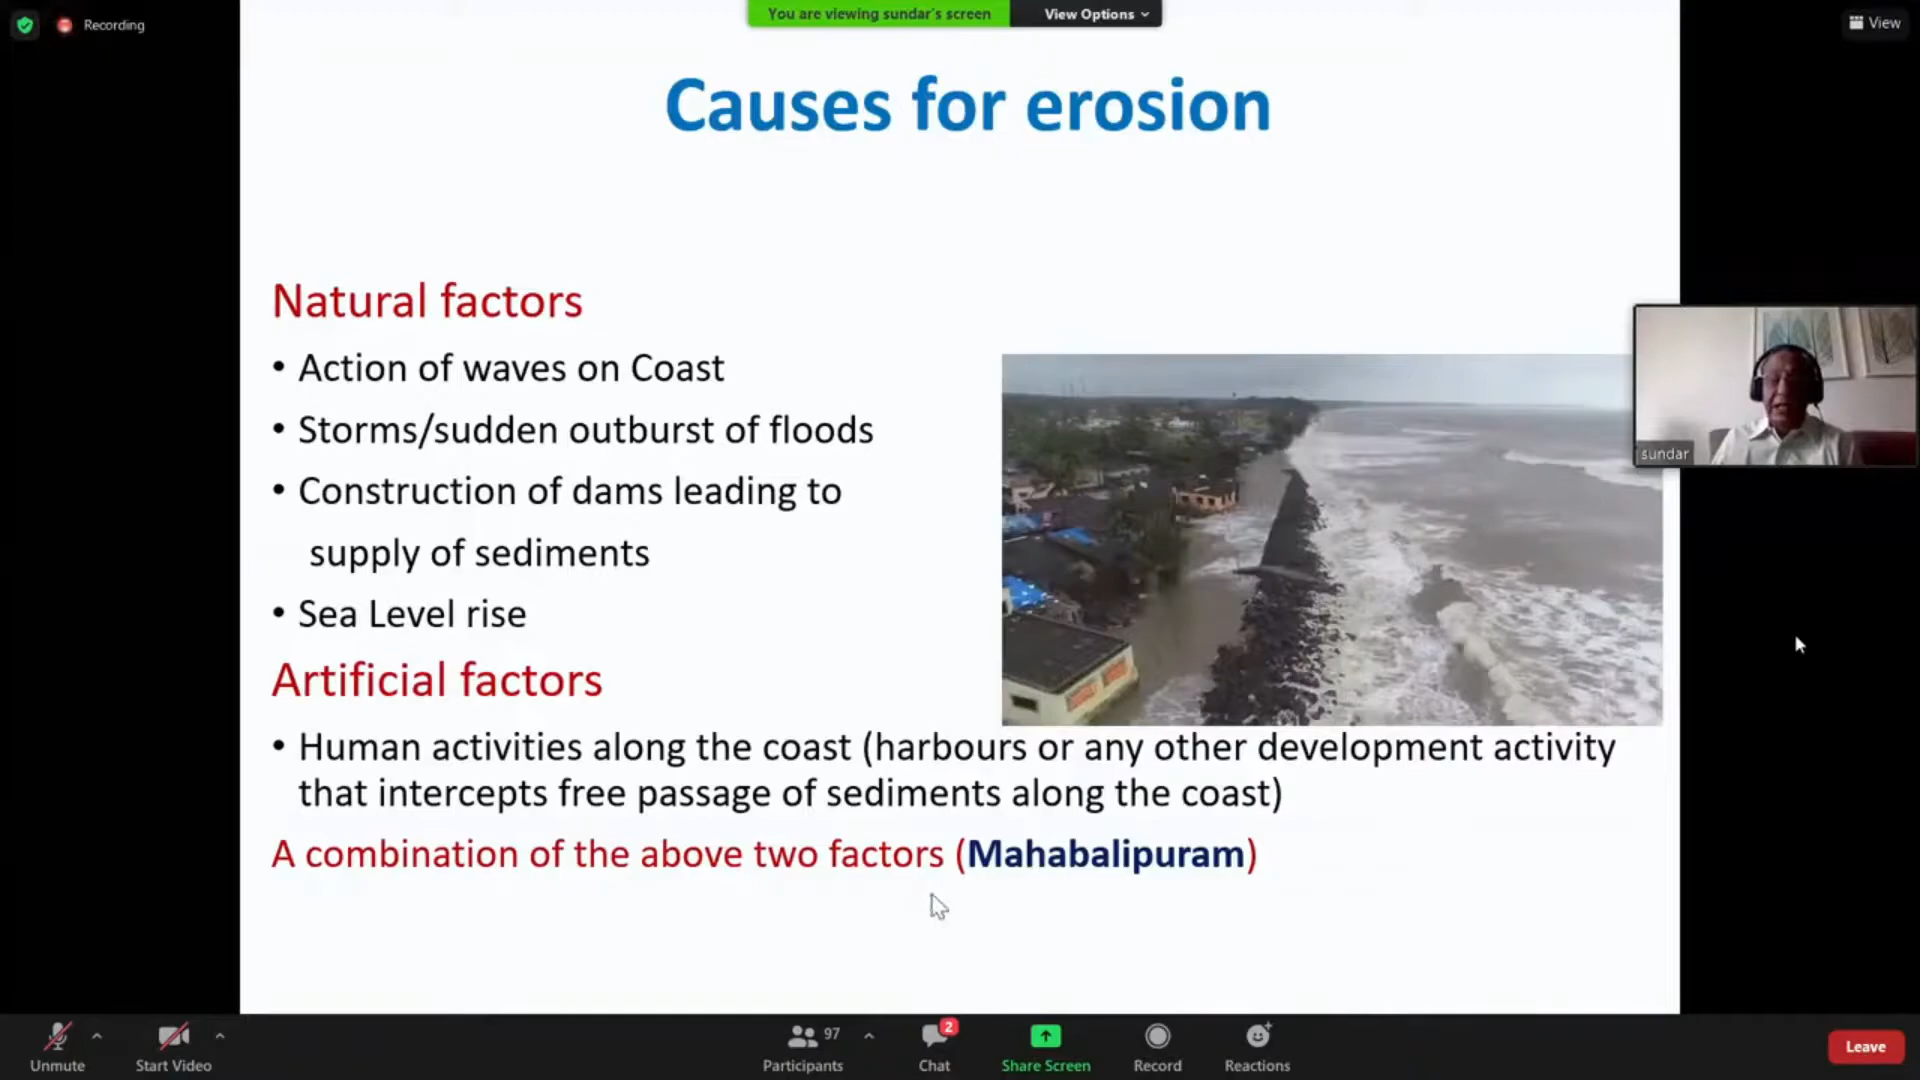 Recording
You are viewing sundar's screen
View Options
View
Causes for erosion
Natural factors
• Action of waves on Coast
• Storms/sudden outburst of floods
• Construction of dams leading to
supply of sediments
• Sea Level rise
sundar
Artificial factors
• Human activities along the coast (harbours or any other development activity
that intercepts free passage of sediments along the coast)
A combination of the above two factors (Mahabalipuram)
Unmute
Start Video
97
Participants
2
Chat
Share Screen
Record
Reactions
Leave